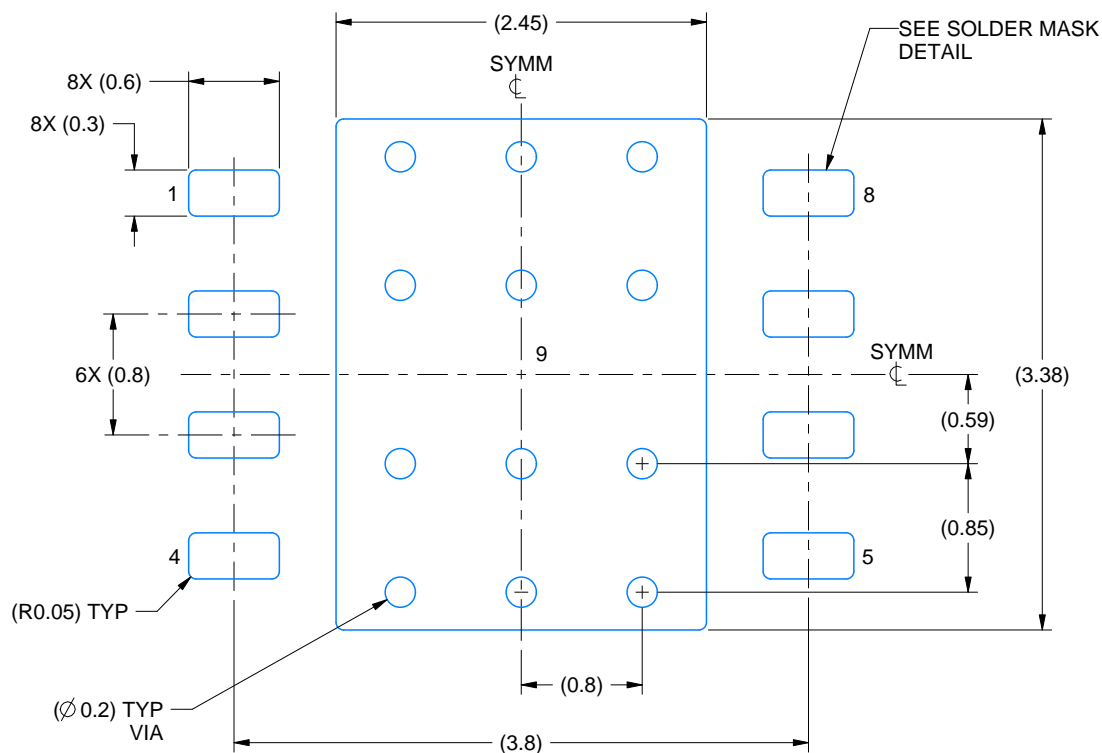 (2.45)
SEE SOLDER MASK
DETAIL
SYMM
℄
8X (0.6)
8X (0.3)
1
8
9
SYMM
℄
6X (0.8)
(3.38)
(0.59)
(0.85)
4
5
(R0.05) TYP
(0.8)
(∅ 0.2) TYP
VIA
(3.8)